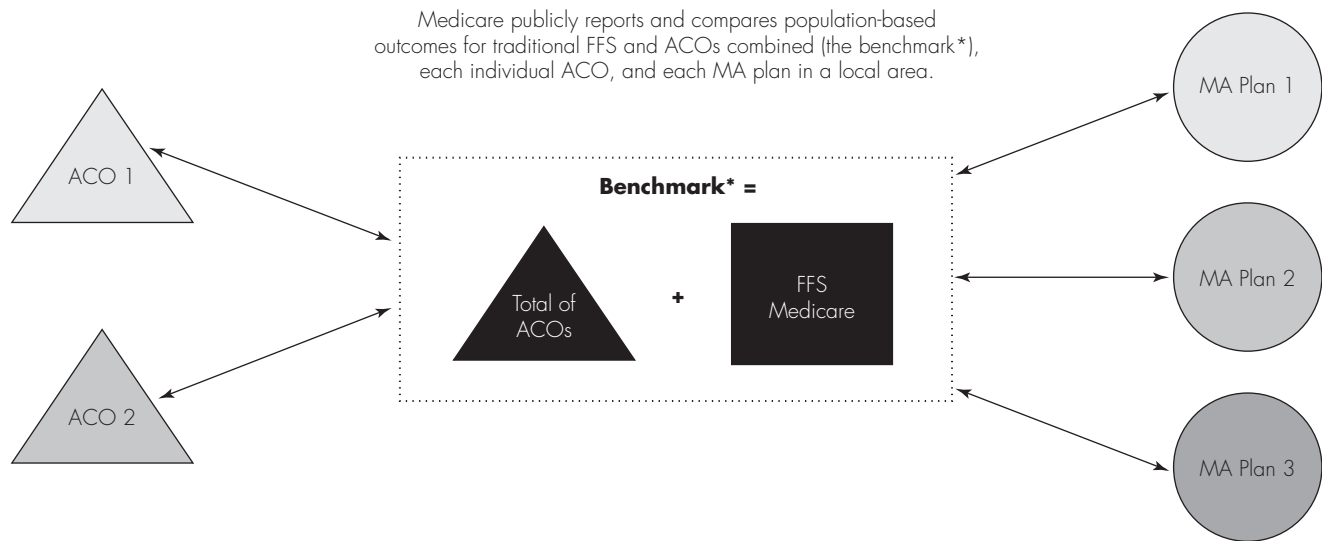 Medicare publicly reports and compares population-based
outcomes for traditional FFS and ACOs combined (the benchmark*),
each individual ACO, and each MA plan in a local area.
ACO 1
ACO 2
Benchmark* =
Total of
ACOs
+
FFS
Medicare
MA Plan 1
MA Plan 2
MA Plan 3